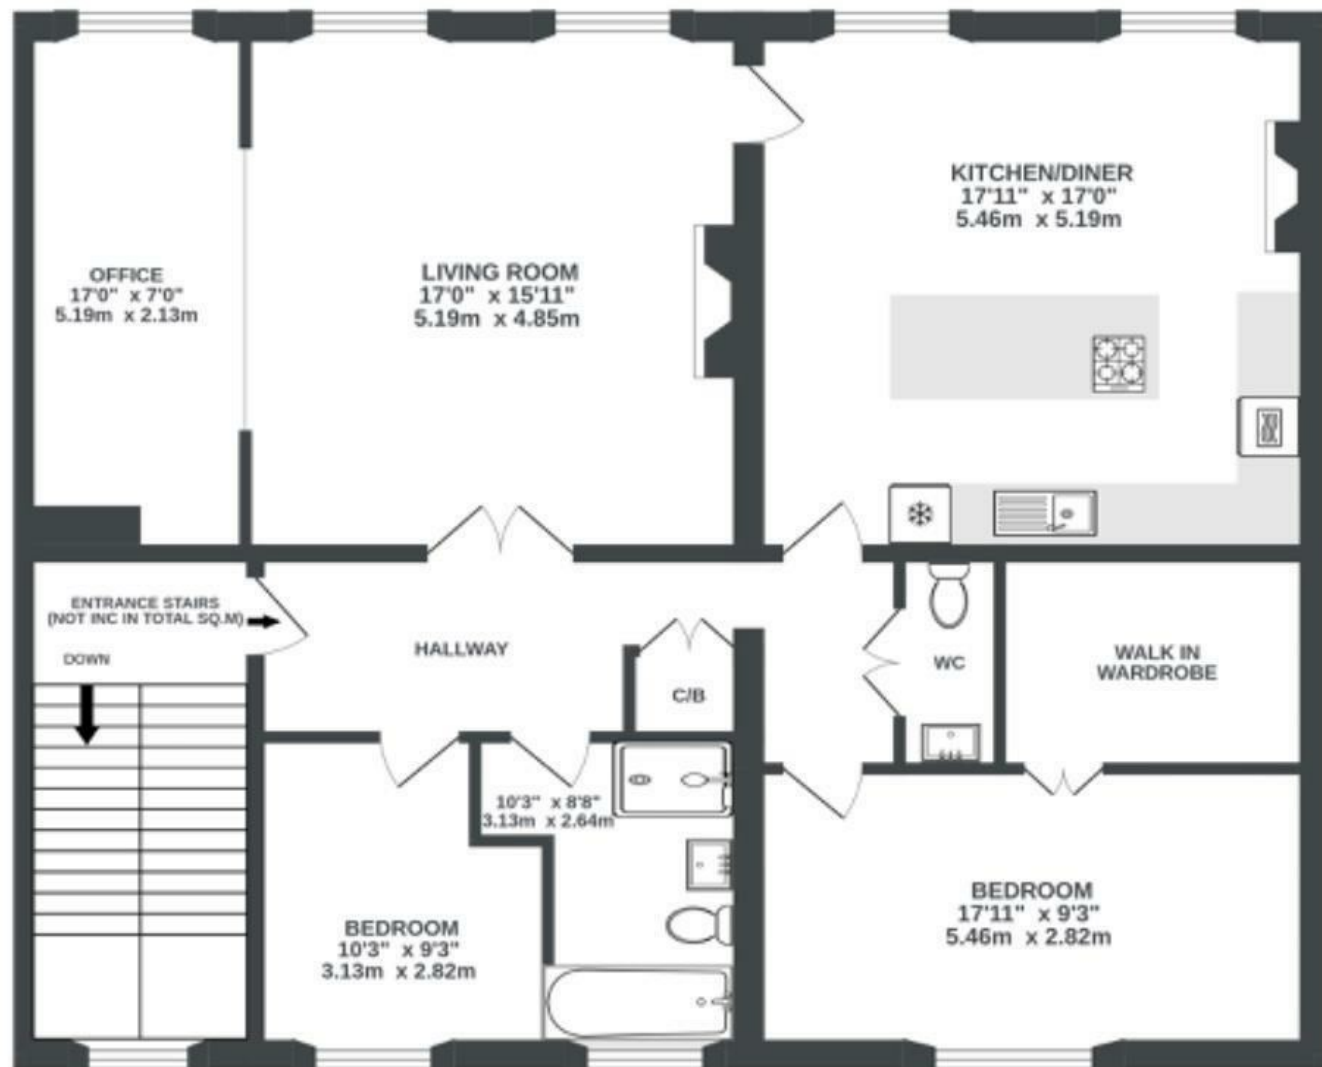 KITCHEN/DINER
17'11" x 17'0"
5.46m x 5.19m
OFFICE
17'0" x 7'0"
5.19m x 2.13m
LIVING ROOM
17'0" x 15'11"
5.19m x 4.85m
ENTRANCE STAIRS
(NOT INC IN TOTAL SQ.M)
DOWN
HALLWAY
C/B
WC
WALK IN
WARDROBE
10'3" x 8'8"
3.13m x 2.64m
BEDROOM
10'3" x 9'3"
3.13m x 2.82m
BEDROOM
17'11" x 9'3"
5.46m x 2.82m